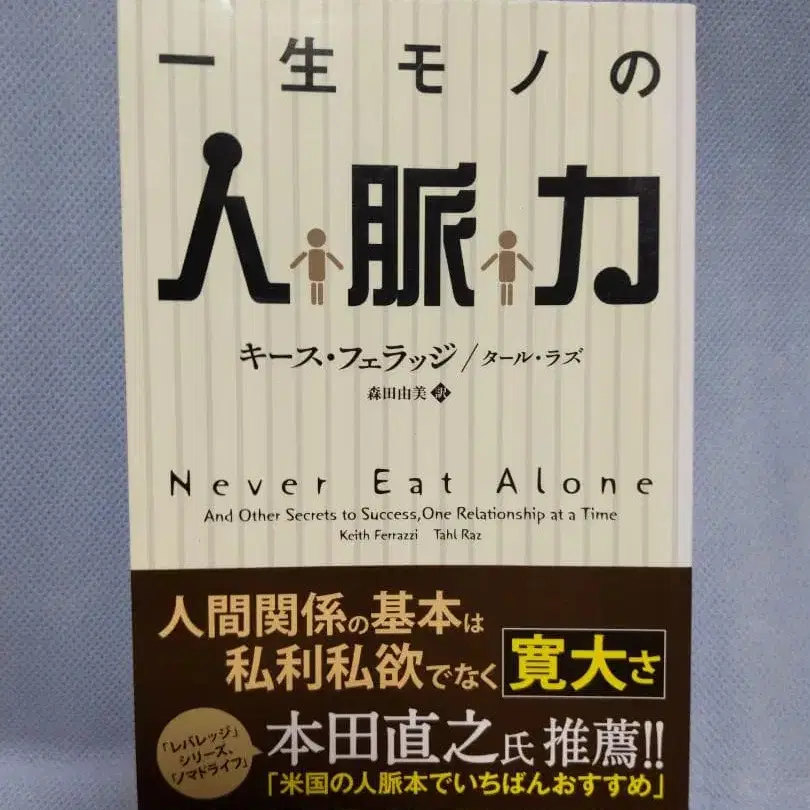 一生モノの
人脈力
キース・フェラッジ/タール・ラズ
森田由美 訳
Never Eat Alone
And Other Secrets to Success, One Relationship at a Time
Keith Ferrazzi Tahl Raz
人間関係の基本は
私利私欲でなく 寛大さ
「レバレッジ」
シリーズ、
「ノマドライフ」
本田直之氏 推薦!!
「米国の人脈本でいちばんおすすめ」